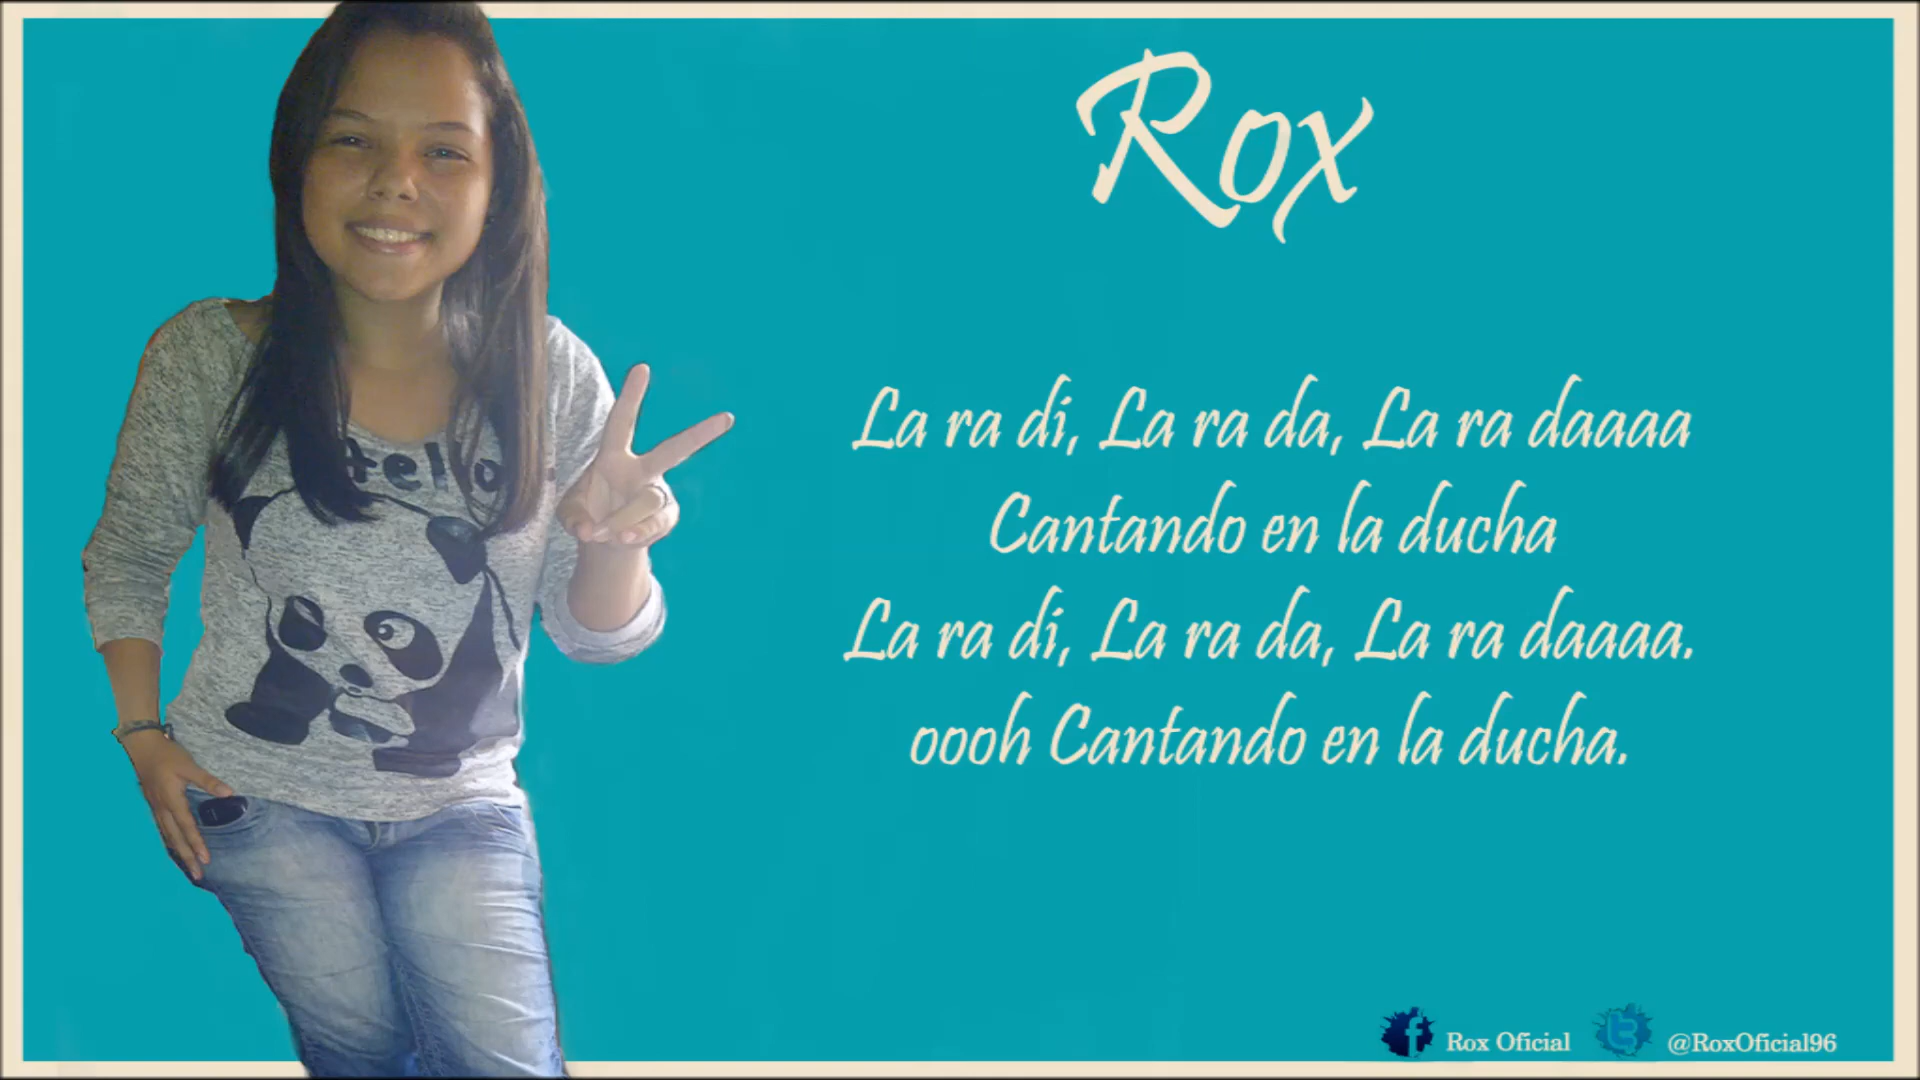 Rox
La ra di, La ra da, La ra daaaa
Cantando en la ducha
La ra di, La ra da, La ra daaaa.
oooh Cantando en la ducha.
Rox Oficial
@RoxOficial96